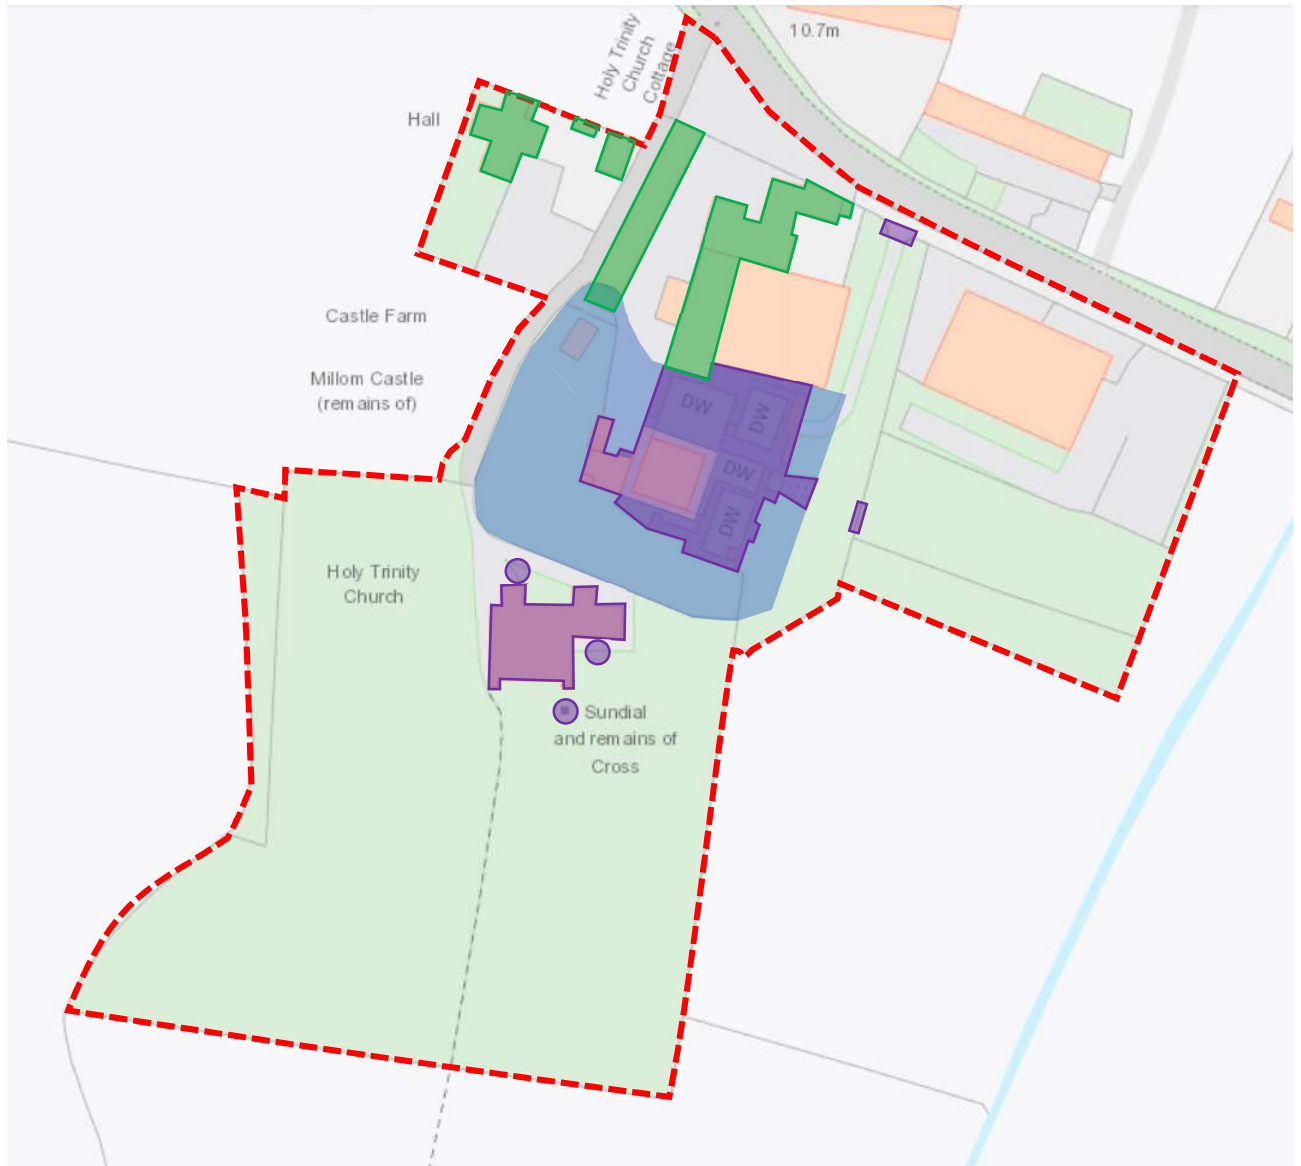 10.7m
Holy Trinity
Church
Cottage
Hall
Castle Farm
Millom Castle
(remains of)
DW
DW
DW
DW
Holy Trinity
Church
Sundial
and remains of
Cross